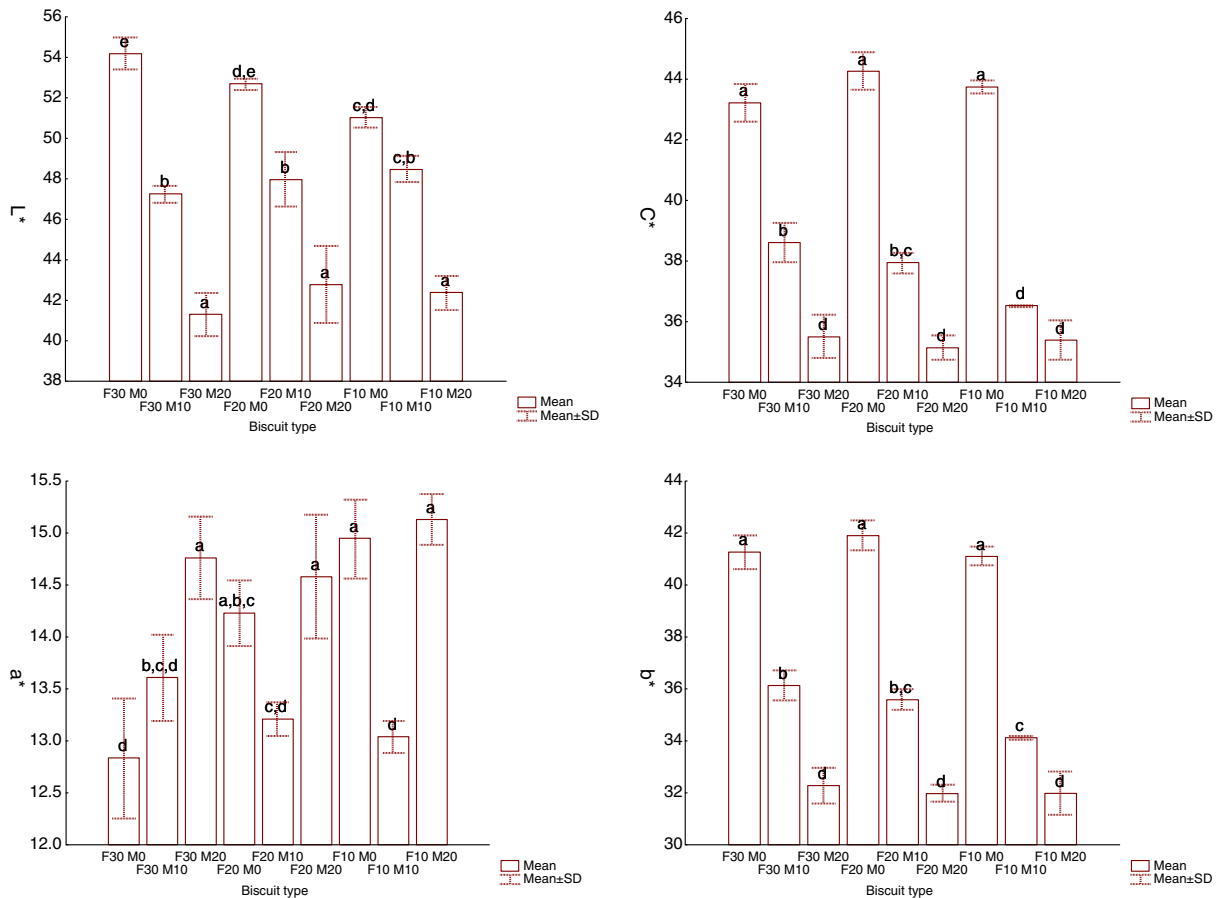 56
54
52
50
48
46
44
42
40
38
L*
e
b
a
d,e
b
a
c,d
c,b
a
F30 M0 F30 M20 F20 M10 F10 M0 F10 M20
F30 M10 F20 M0 F20 M20 F10 M10
Biscuit type
Mean
Mean±SD
46
44
42
40
38
36
34
C*
a
b
d
a
b,c
d
a
d
d
F30 M0 F30 M20 F20 M10 F10 M0 F10 M20
F30 M10 F20 M0 F20 M20 F10 M10
Biscuit type
Mean
Mean±SD
15.5
15.0
14.5
14.0
13.5
13.0
12.5
12.0
a*
d
b,c,d
a
a,b,c
c,d
a
a
d
a
F30 M0 F30 M20 F20 M10 F10 M0 F10 M20
F30 M10 F20 M0 F20 M20 F10 M10
Biscuit type
Mean
Mean±SD
44
42
40
38
36
34
32
30
b*
a
b
d
a
b,c
d
a
c
d
F30 M0 F30 M20 F20 M10 F10 M0 F10 M20
F30 M10 F20 M0 F20 M20 F10 M10
Biscuit type
Mean
Mean±SD